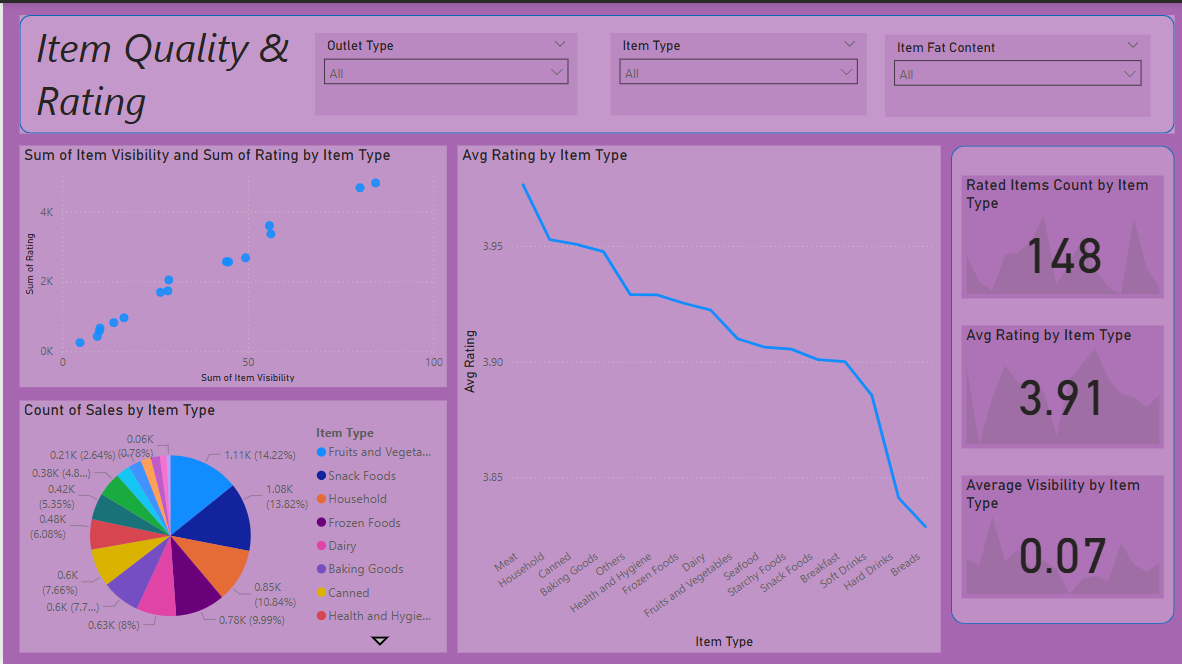 Item Quality &
Rating
Outlet Type
All
Item Type
All
Item Fat Content
All
Sum of Item Visibility and Sum of Rating by Item Type
Sum of Rating
4K
2K
0K
0
50
100
Sum of Item Visibility
Count of Sales by Item Type
0.06K
(0.78%)
0.21K (2.64%)
0.38K (4.8...)
0.42K
(5.35%)
0.48K
(6.08%)
0.6K
(7.66%)
0.6K (7.7...)
0.63K (8%)
0.78K (9.99%)
0.85K
(10.84%)
1.08K
(13.82%)
1.11K (14.22%)
Item Type
Fruits and Vegeta...
Snack Foods
Household
Frozen Foods
Dairy
Baking Goods
Canned
Health and Hygie...
Avg Rating by Item Type
Avg Rating
3.95
3.90
3.85
Meat
Household
Canned
Baking Goods
Others
Health and Hygiene
Frozen Foods
Dairy
Fruits and Vegetables
Seafood
Starchy Foods
Snack Foods
Breakfast
Soft Drinks
Hard Drinks
Breads
Item Type
Rated Items Count by Item
Type
148
Avg Rating by Item Type
3.91
Average Visibility by Item
Type
0.07